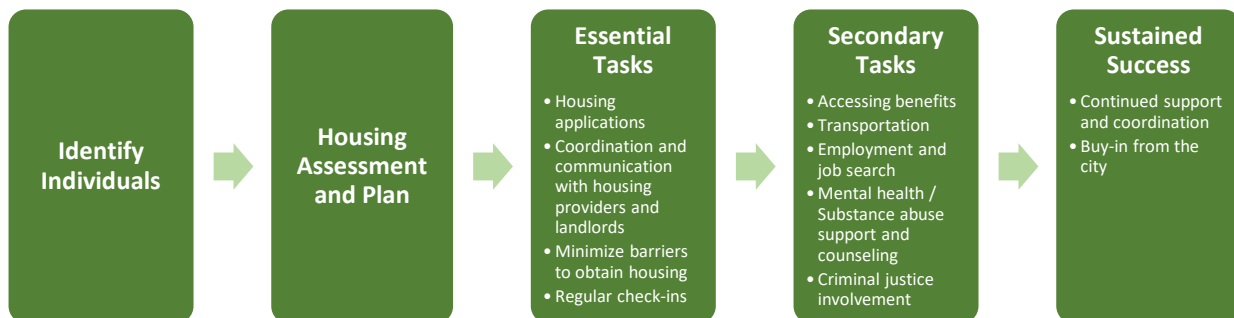 Identify
Individuals
Housing
Assessment
and Plan
Essential
Tasks
• Housing
applications
• Coordination and
communication
with housing
providers and
landlords
• Minimize barriers
to obtain housing
• Regular check-ins
Secondary
Tasks
• Accessing benefits
• Transportation
• Employment and
job search
• Mental health /
Substance abuse
support and
counseling
• Criminal justice
involvement
Sustained
Success
• Continued support
and coordination
• Buy-in from the
city